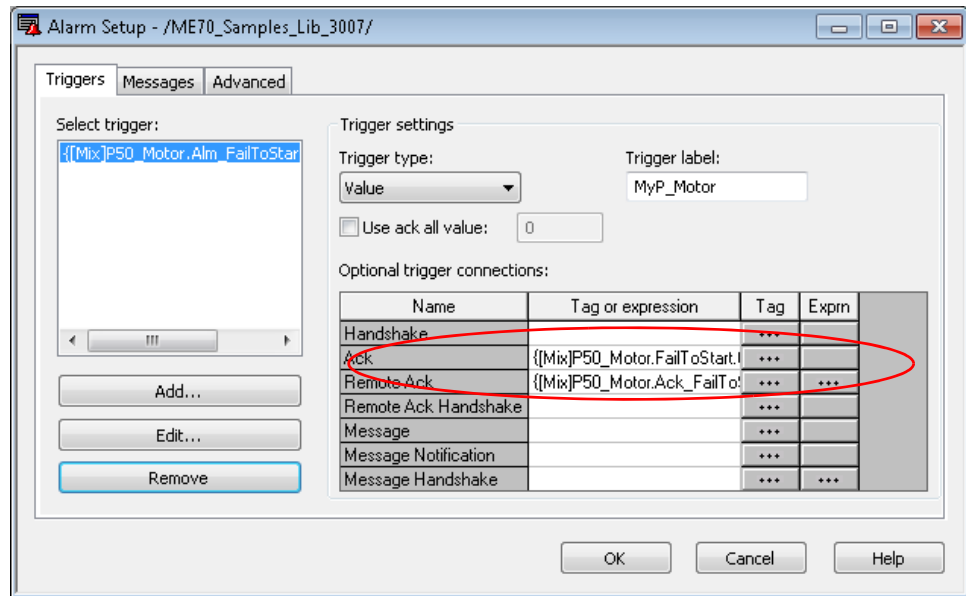 Alarm Setup - /ME70_Samples_Lib_3007/
Triggers Messages Advanced
Select trigger:
{[Mix]P50_Motor.Alm_FailToStar
Add...
Edit...
Remove
Trigger settings
Trigger type:
Value
Trigger label:
MyP_Motor
Use ack all value: 0
Optional trigger connections:
Name Tag or expression Tag Exprn
Handshake
Ack {[Mix]P50_Motor.FailToStart.
Remote Ack {[Mix]P50_Motor.Ack_FailTo
Remote Ack Handshake
Message
Message Notification
Message Handshake
OK Cancel Help